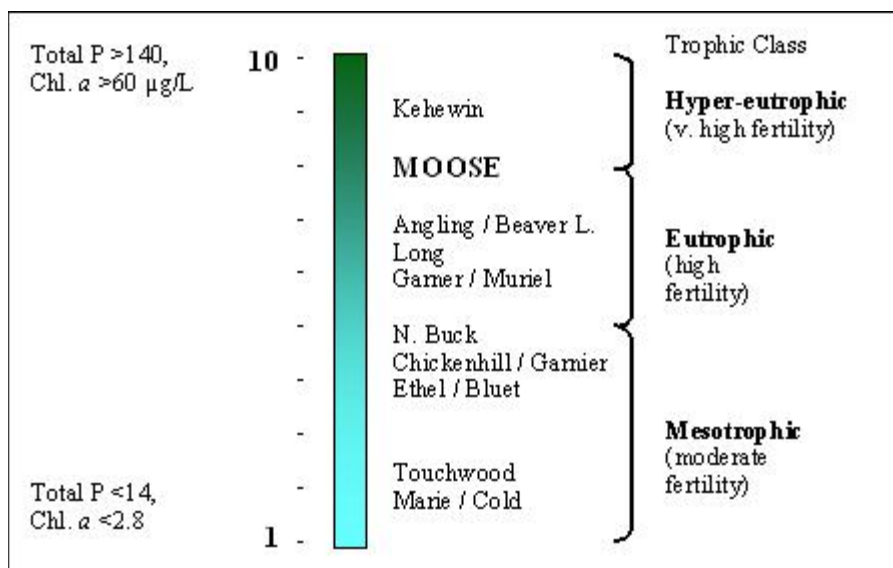 Total P >140,
Chl. a >60 µg/L
10
Kehewin
MOOSE
Angling / Beaver L.
Long
Garner / Muriel
N. Buck
Chickenhill / Garnier
Ethel / Bluet
Touchwood
Marie / Cold
Total P <14,
Chl. a <2.8
1
Trophic Class
Hyper-eutrophic
(v. high fertility)
Eutrophic
(high
fertility)
Mesotrophic
(moderate
fertility)